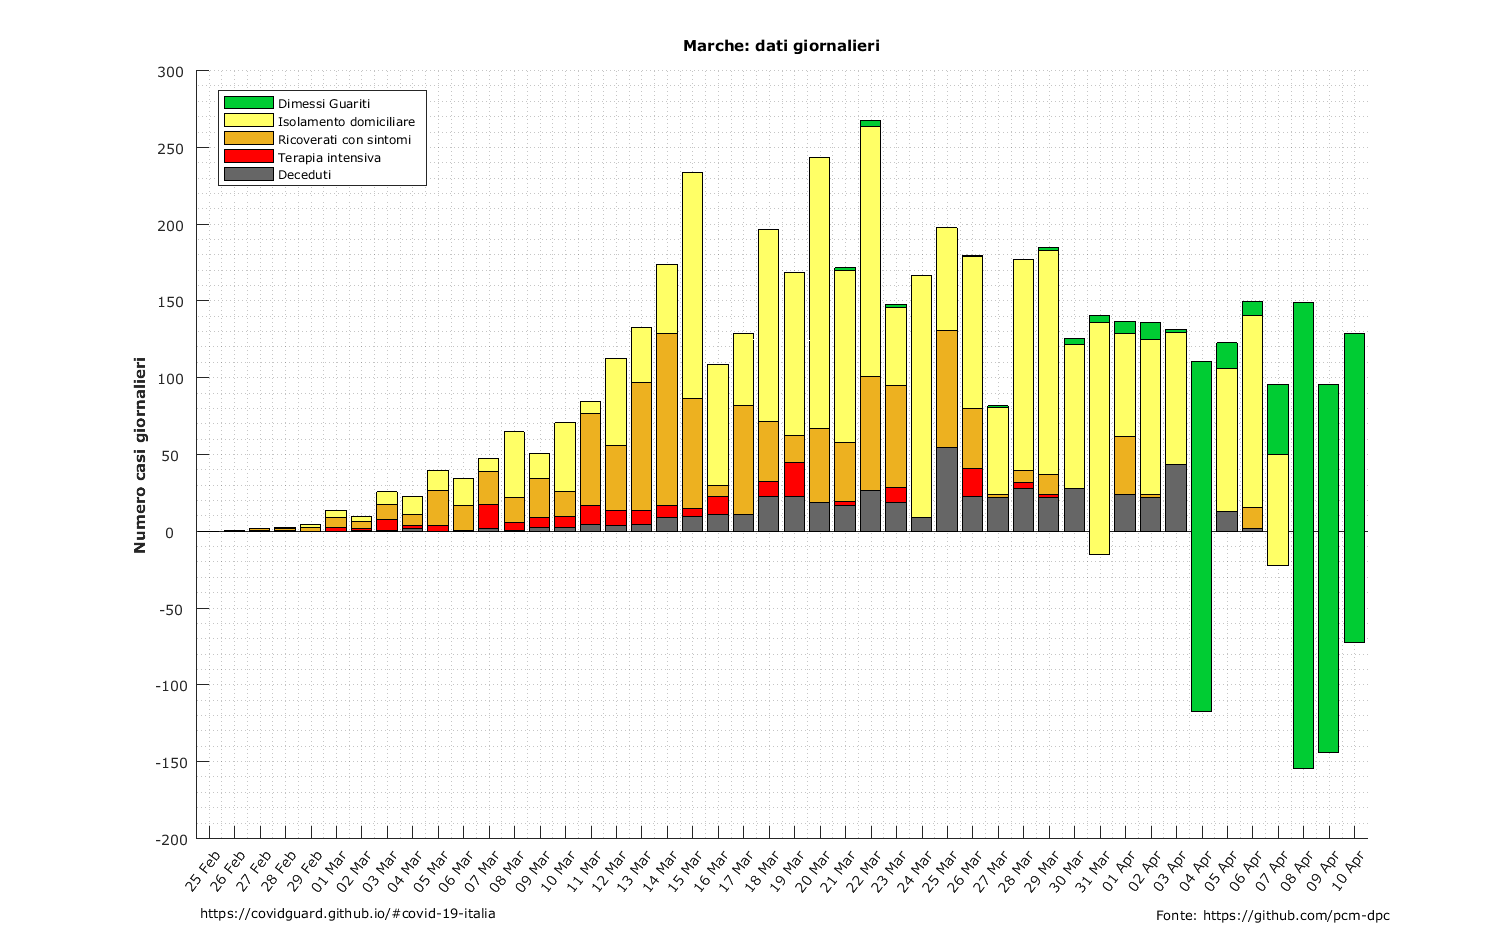 Marche: dati giornalieri
300
250
200
150
100
50
0
-50
-100
-150
-200
Numero casi giornalieri
Dimessi Guariti
Isolamento domiciliare
Ricoverati con sintomi
Terapia intensiva
Deceduti
25 Feb
26 Feb
27 Feb
28 Feb
29 Feb
01 Mar
02 Mar
03 Mar
04 Mar
05 Mar
06 Mar
07 Mar
08 Mar
09 Mar
10 Mar
11 Mar
12 Mar
13 Mar
14 Mar
15 Mar
16 Mar
17 Mar
18 Mar
19 Mar
20 Mar
21 Mar
22 Mar
23 Mar
24 Mar
25 Mar
26 Mar
27 Mar
28 Mar
29 Mar
30 Mar
31 Mar
01 Apr
02 Apr
03 Apr
04 Apr
05 Apr
06 Apr
07 Apr
08 Apr
09 Apr
10 Apr
https://covidguard.github.io/#covid-19-italia
Fonte: https://github.com/pcm-dpc